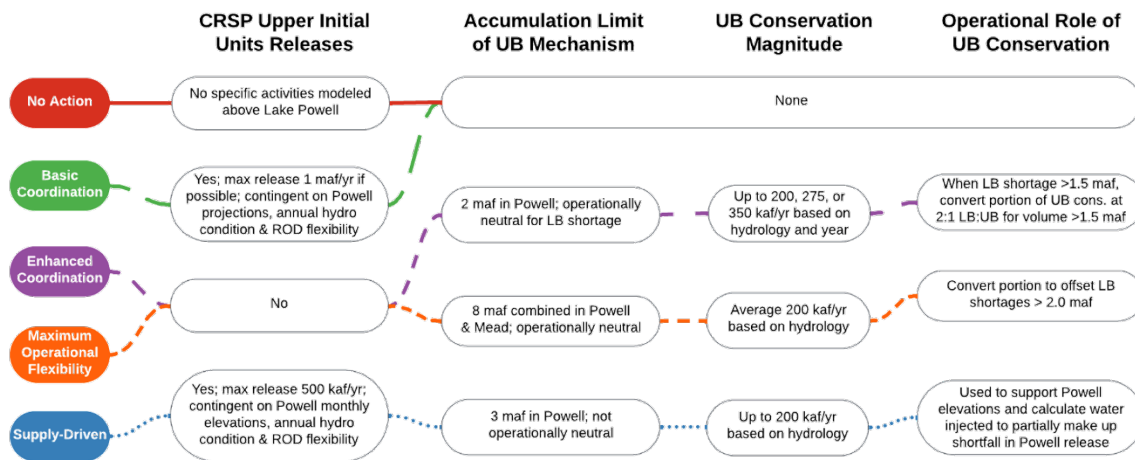 CRSP Upper Initial
Units Releases
Accumulation Limit
of UB Mechanism
UB Conservation
Magnitude
Operational Role of
UB Conservation
No Action
No specific activities modeled
above Lake Powell
None
Basic
Coordination
Yes; max release 1 maf/yr if
possible; contingent on Powell
projections, annual hydro
condition & ROD flexibility
2 maf in Powell; operationally
neutral for LB shortage
Up to 200, 275, or
350 kaf/yr based on
hydrology and year
When LB shortage >1.5 maf,
convert portion of UB cons. at
2:1 LB:UB for volume >1.5 maf
Enhanced
Coordination
No
Maximum
Operational
Flexibility
8 maf combined in Powell
& Mead; operationally neutral
Average 200 kaf/yr
based on hydrology
Convert portion to offset LB
shortages > 2.0 maf
Supply-Driven
Yes; max release 500 kaf/yr;
contingent on Powell monthly
elevations, annual hydro
condition & ROD flexibility
3 maf in Powell; not
operationally neutral
Up to 200 kaf/yr
based on hydrology
Used to support Powell
elevations and calculate water
injected to partially make up
shortfall in Powell release